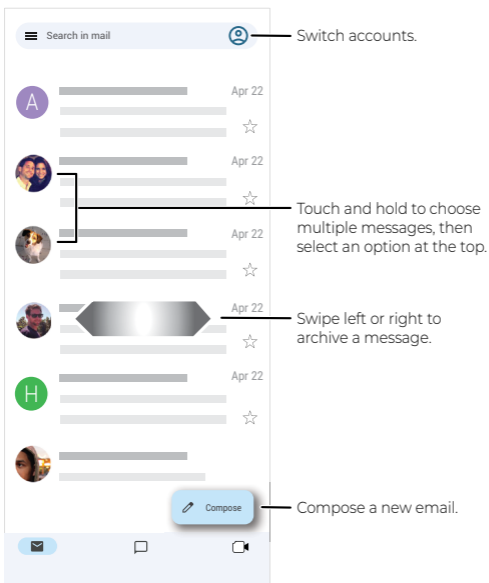 Search in mail
Switch accounts.
A
Apr 22
Apr 22
Touch and hold to choose
multiple messages, then
select an option at the top.
Apr 22
Apr 22
Swipe left or right to
archive a message.
H
Apr 22
Compose
Compose a new email.